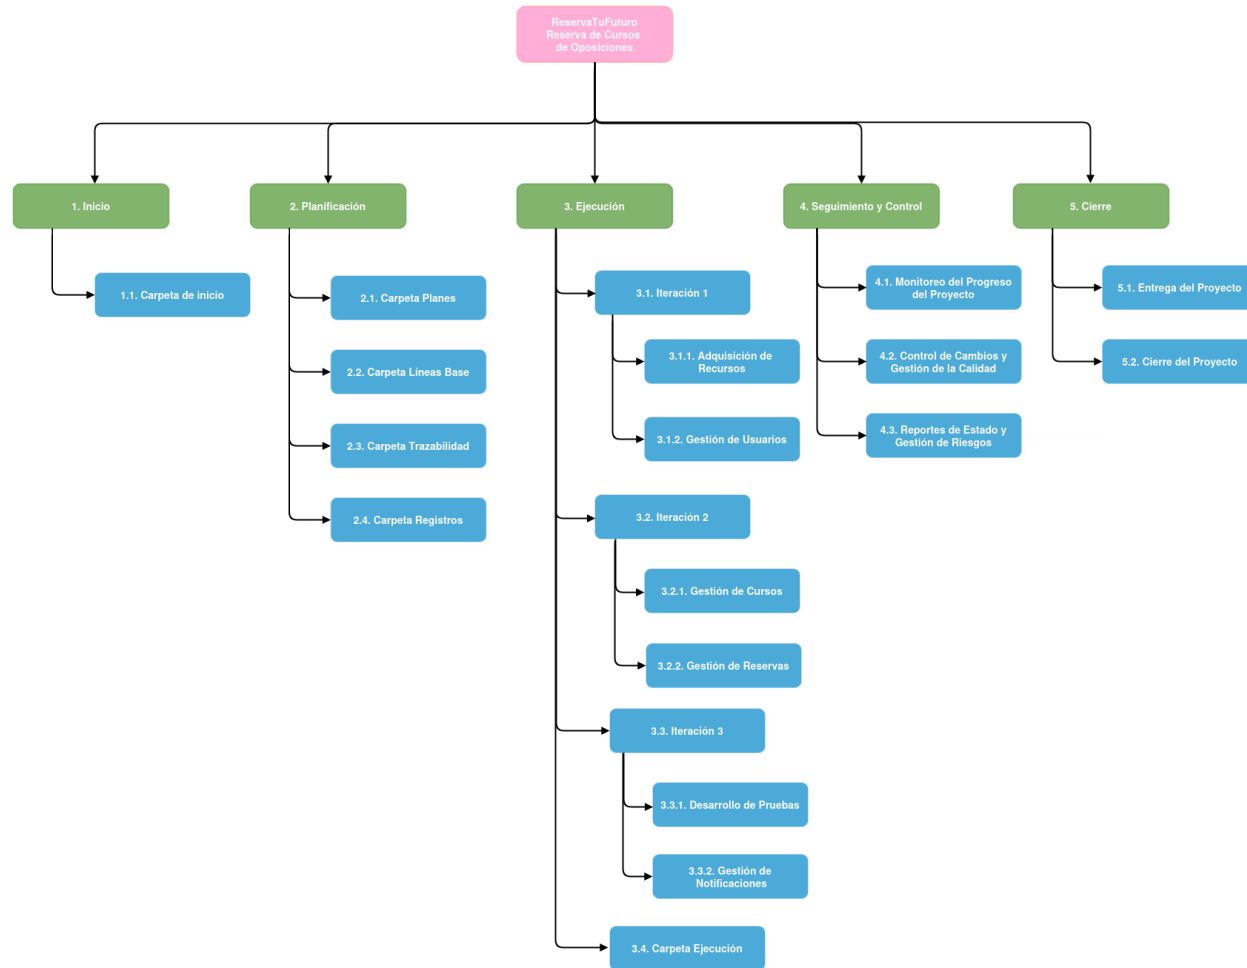 ReservaTuFuturo
Reserva de Cursos
de Oposiciones
1. Inicio
2. Planificación
3. Ejecución
4. Seguimiento y Control
5. Cierre
1.1. Carpeta de inicio
2.1. Carpeta Planes
2.2. Carpeta Líneas Base
2.3. Carpeta Trazabilidad
2.4. Carpeta Registros
3.1. Iteración 1
3.1.1. Adquisición de
Recursos
3.1.2. Gestión de Usuarios
3.2. Iteración 2
3.2.1. Gestión de Cursos
3.2.2. Gestión de Reservas
3.3. Iteración 3
3.3.1. Desarrollo de Pruebas
3.3.2. Gestión de
Notificaciones
3.4. Carpeta Ejecución
4.1. Monitoreo del Progreso
del Proyecto
4.2. Control de Cambios y
Gestión de la Calidad
4.3. Reportes de Estado y
Gestión de Riesgos
5.1. Entrega del Proyecto
5.2. Cierre del Proyecto